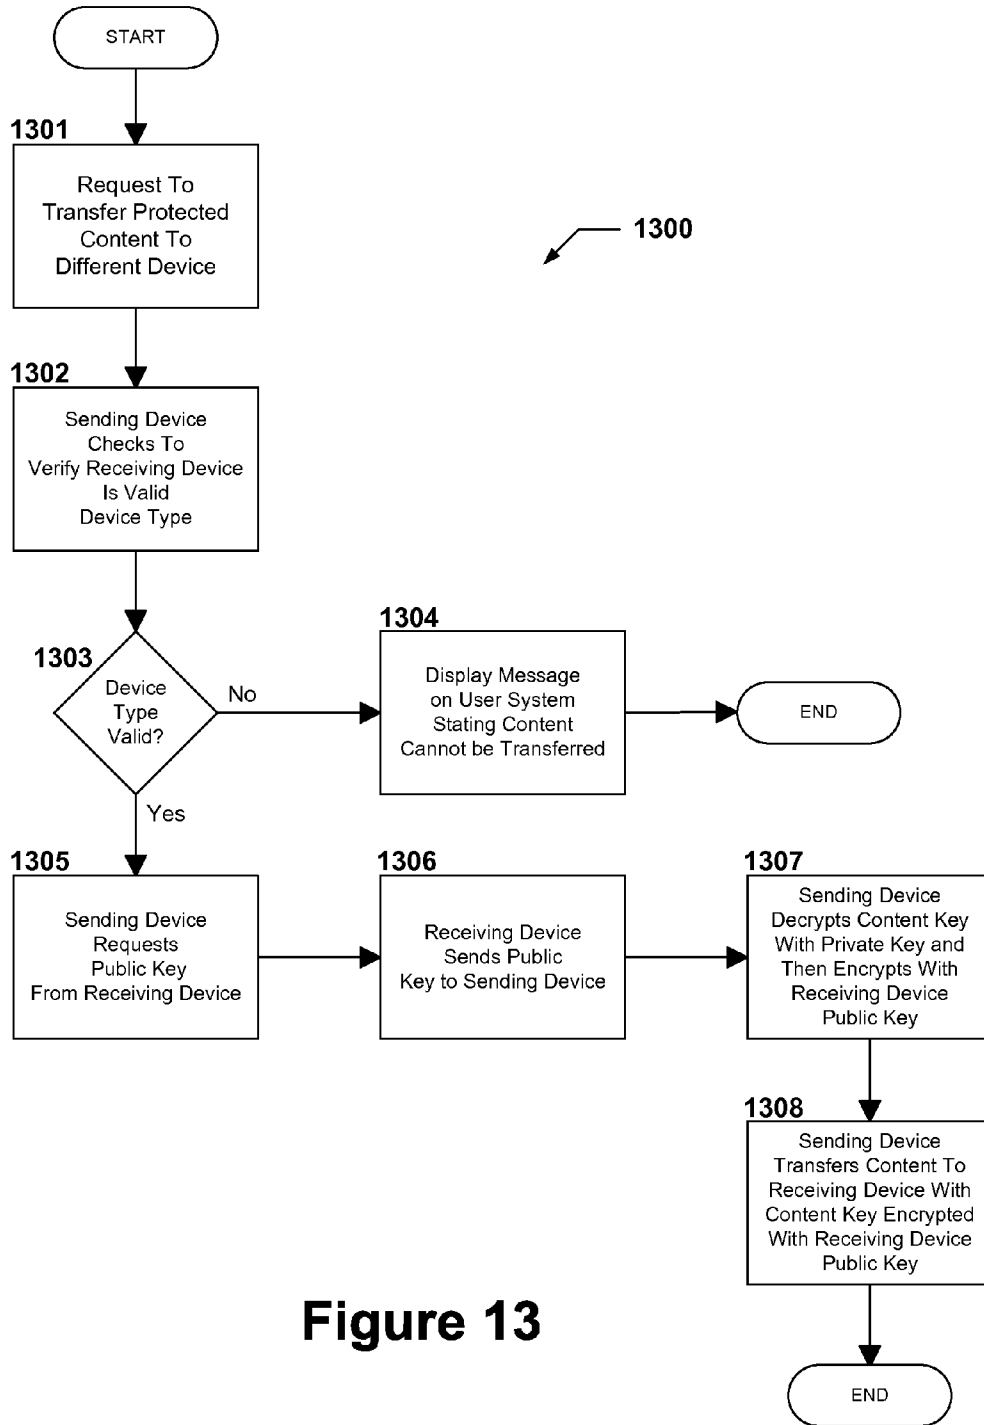 START
1301
Request To
Transfer Protected
Content To
Different Device
1300
1302
Sending Device
Checks To
Verify Receiving Device
Is Valid
Device Type
1303
Device
Type
Valid?
No
Yes
1304
Display Message
on User System
Stating Content
Cannot be Transferred
END
1305
Sending Device
Requests
Public Key
From Receiving Device
1306
Receiving Device
Sends Public
Key to Sending Device
1307
Sending Device
Decrypts Content Key
With Private Key and
Then Encrypts With
Receiving Device
Public Key
1308
Sending Device
Transfers Content To
Receiving Device With
Content Key Encrypted
With Receiving Device
Public Key
END
Figure 13